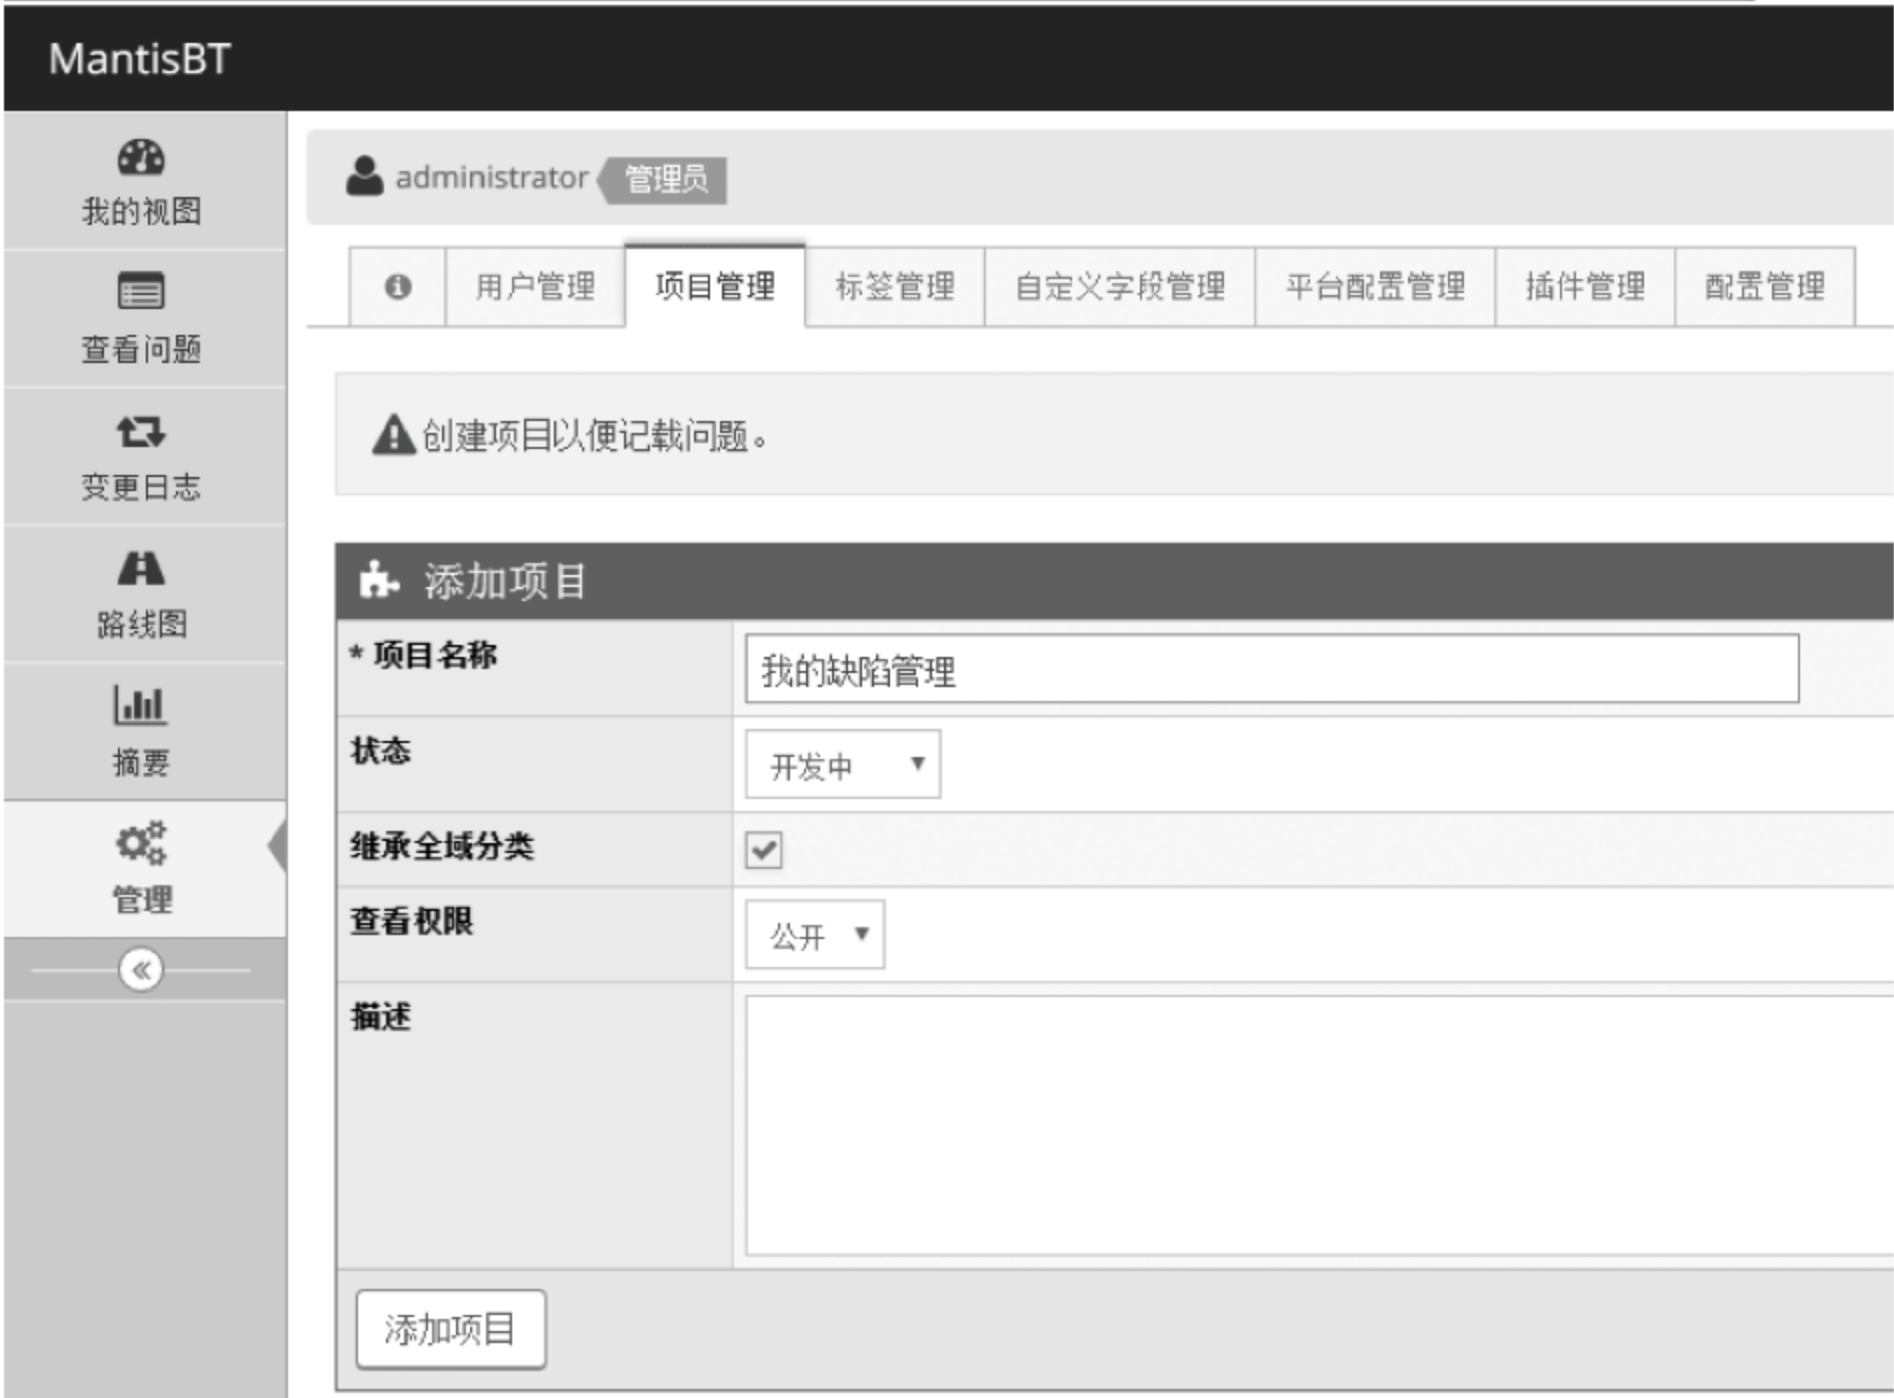 MantisBT
我的视图
查看问题
变更日志
路线图
摘要
管理
administrator 管理员
用户管理 项目管理 标签管理 自定义字段管理 平台配置管理 插件管理 配置管理
创建项目以便记载问题。
添加项目
* 项目名称 我的缺陷管理
状态 开发中
继承全域分类
查看权限 公开
描述
添加项目